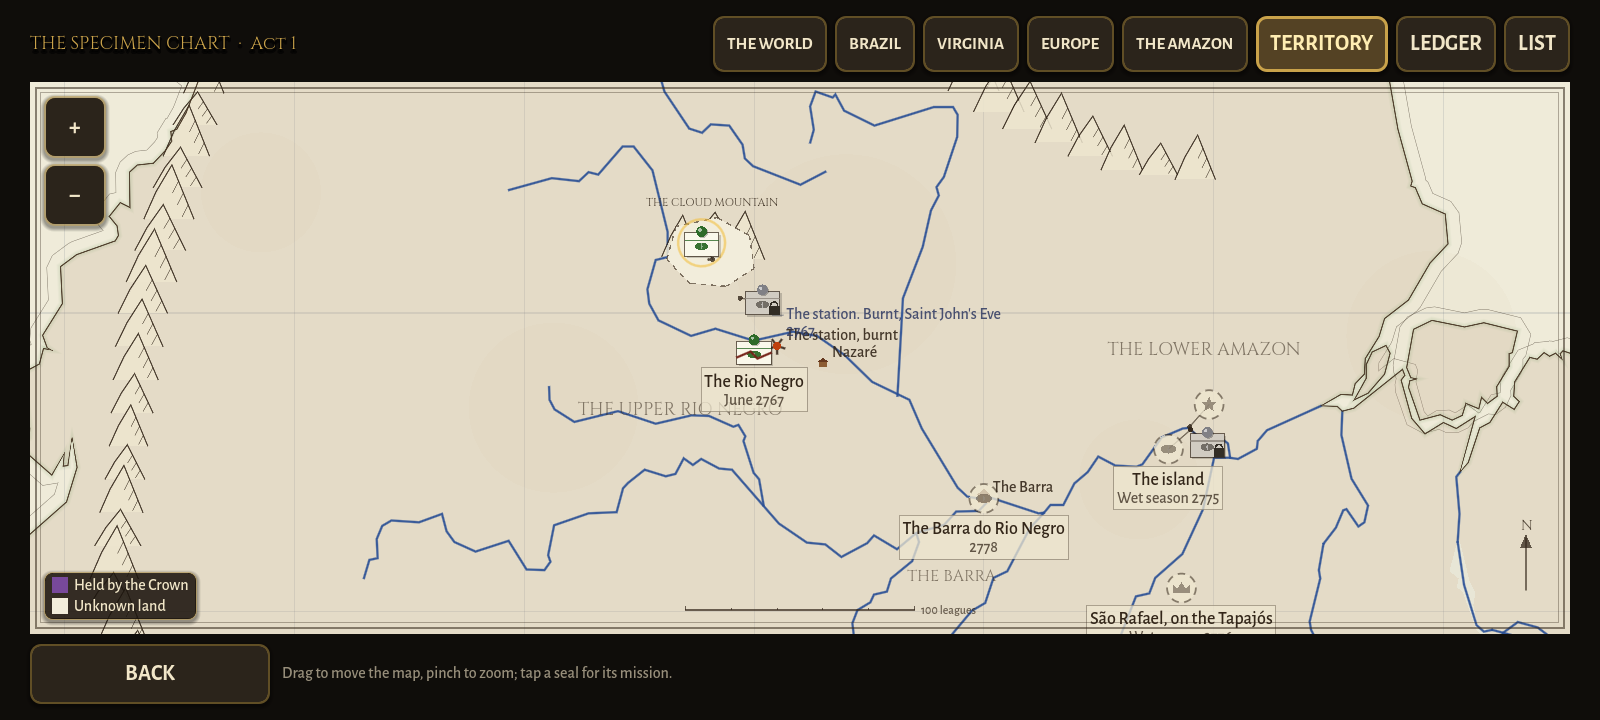 THE SPECIMEN CHART · ACT 1
THE WORLD
BRAZIL
VIRGINIA
EUROPE
THE AMAZON
TERRITORY
LEDGER
LIST
+
−
THE CLOUD MOUNTAIN
The station. Burnt, Saint John's Eve
2767
The station, burnt
Nazaré
The Rio Negro
June 2767
THE UPPER RIO NEGRO
THE LOWER AMAZON
The island
Wet season 2775
The Barra
The Barra do Rio Negro
2778
THE BARRA
N
Held by the Crown
Unknown land
100 leagues
São Rafael, on the Tapajós
BACK
Drag to move the map, pinch to zoom; tap a seal for its mission.